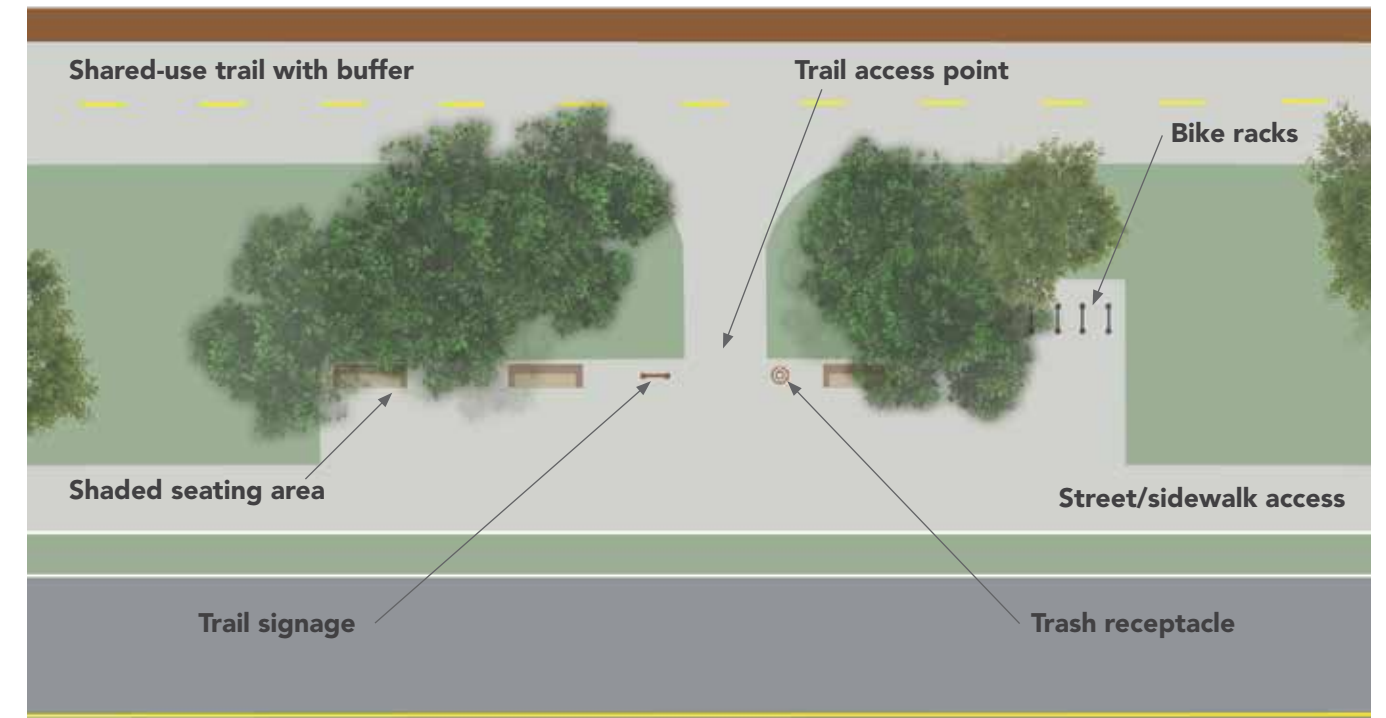 Shared-use trail with buffer
Trail access point
Bike racks
Shaded seating area
Street/sidewalk access
Trail signage
Trash receptacle